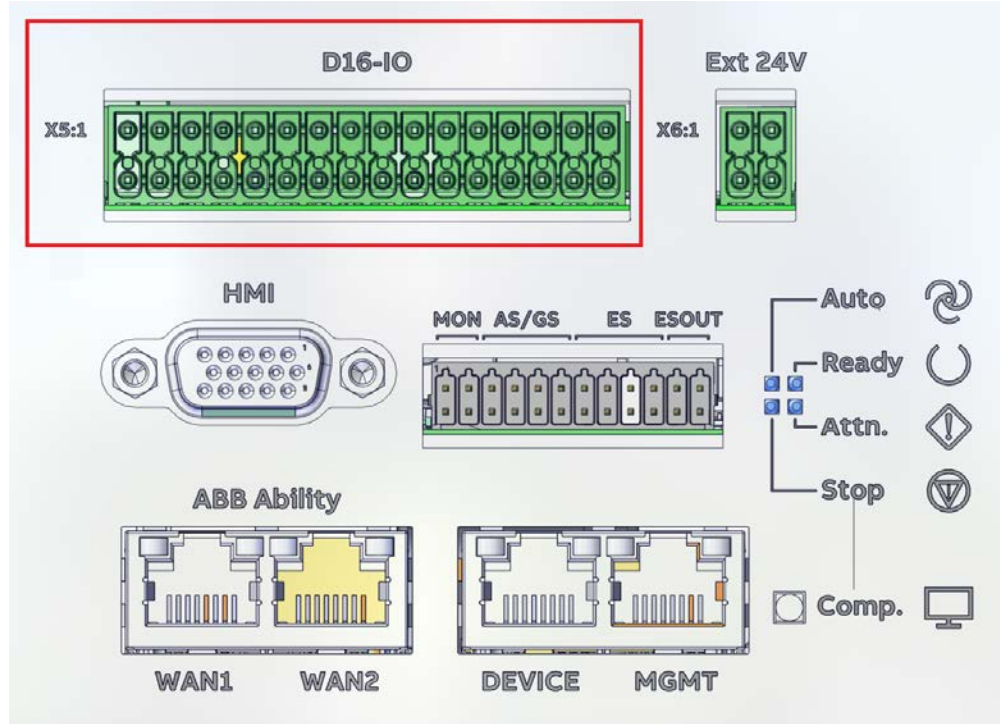 D16-IO
Ext 24V
X5:1
X6:1
HMI
MON AS/GS ES ESOUT
Auto
Ready
Attn.
Stop
ABB Ability
Comp.
WAN1
WAN2
DEVICE
MGMT